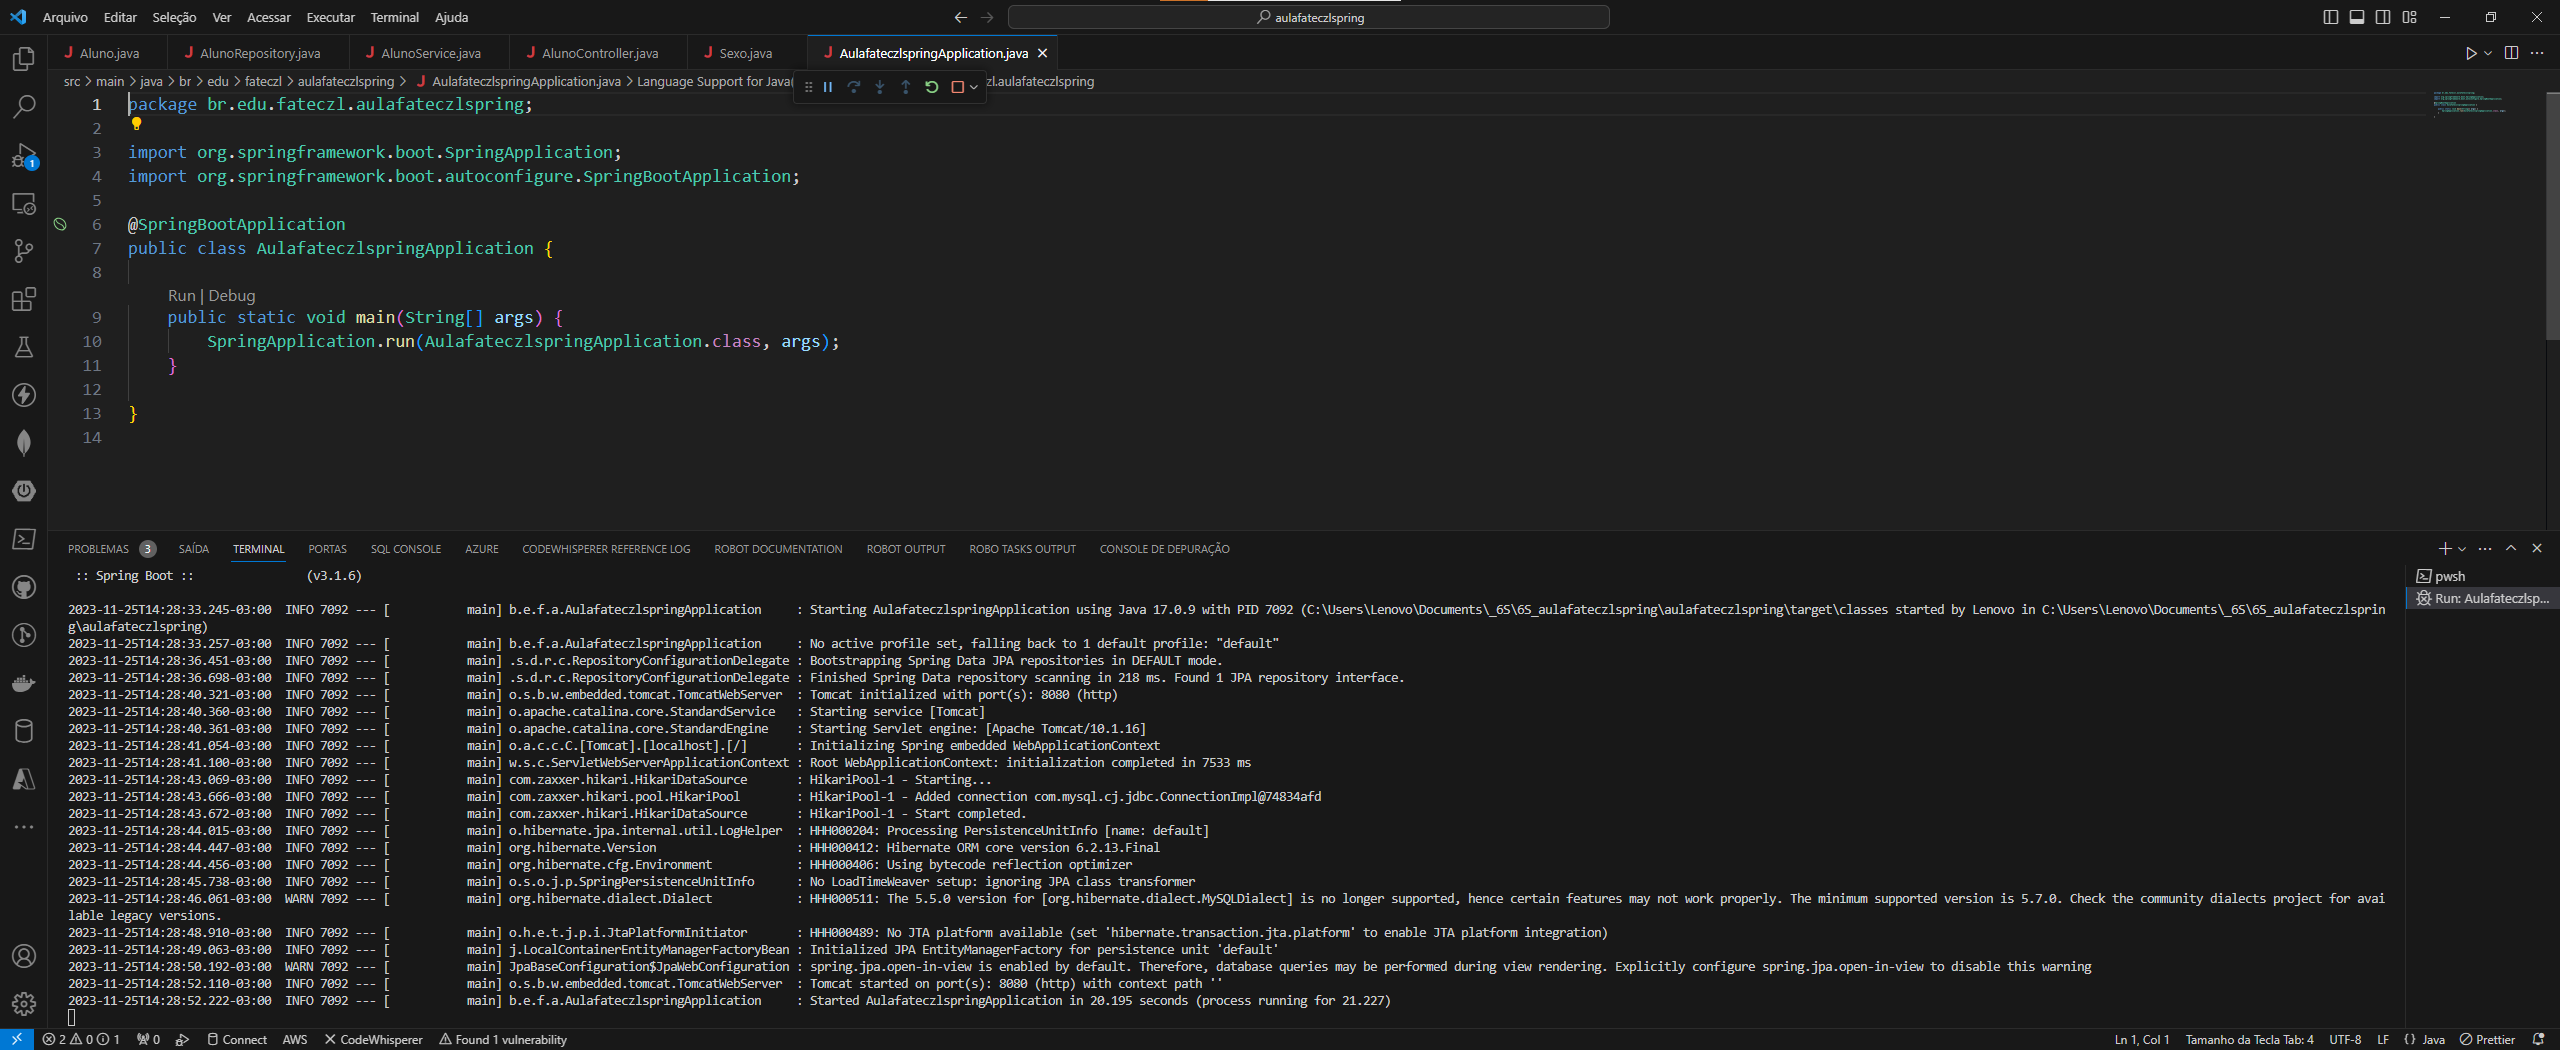 Arquivo Editar Seleção Ver Acessar Executar Terminal Ajuda
aulafateczlspring
Aluno.java AlunoRepository.java AlunoService.java AlunoController.java Sexo.java AulafateczlspringApplication.java
src > main > java > br > edu > fateczl > aulafateczlspring > AulafateczlspringApplication.java > Language Support for Java( zl.aulafateczlspring
1 package br.edu.fateczl.aulafateczlspring;
2
3 import org.springframework.boot.SpringApplication;
4 import org.springframework.boot.autoconfigure.SpringBootApplication;
5
6 @SpringBootApplication
7 public class AulafateczlspringApplication {
8
Run | Debug
9 public static void main(String[] args) {
10 SpringApplication.run(AulafateczlspringApplication.class, args);
11 }
12
13 }
14
1
PROBLEMAS 3 SAÍDA TERMINAL PORTAS SQL CONSOLE AZURE CODEWHISPERER REFERENCE LOG ROBOT DOCUMENTATION ROBOT OUTPUT ROBO TASKS OUTPUT CONSOLE DE DEPURAÇÃO
pwsh
Run: Aulafateczlsp...
:: Spring Boot :: (v3.1.6)
2023-11-25T14:28:33.245-03:00 INFO 7092 --- [ main] b.e.f.a.AulafateczlspringApplication : Starting AulafateczlspringApplication using Java 17.0.9 with PID 7092 (C:\Users\Lenovo\Documents\_6S\6S_aulafateczlspring\aulafateczlspring\target\classes started by Lenovo in C:\Users\Lenovo\Documents\_6S\6S_aulafateczlsprin
g\aulafateczlspring)
2023-11-25T14:28:33.257-03:00 INFO 7092 --- [ main] b.e.f.a.AulafateczlspringApplication : No active profile set, falling back to 1 default profile: "default"
2023-11-25T14:28:36.451-03:00 INFO 7092 --- [ main] .s.d.r.c.RepositoryConfigurationDelegate : Bootstrapping Spring Data JPA repositories in DEFAULT mode.
2023-11-25T14:28:36.698-03:00 INFO 7092 --- [ main] .s.d.r.c.RepositoryConfigurationDelegate : Finished Spring Data repository scanning in 218 ms. Found 1 JPA repository interface.
2023-11-25T14:28:40.321-03:00 INFO 7092 --- [ main] o.s.b.w.embedded.tomcat.TomcatWebServer : Tomcat initialized with port(s): 8080 (http)
2023-11-25T14:28:40.360-03:00 INFO 7092 --- [ main] o.apache.catalina.core.StandardService : Starting service [Tomcat]
2023-11-25T14:28:40.361-03:00 INFO 7092 --- [ main] o.apache.catalina.core.StandardEngine : Starting Servlet engine: [Apache Tomcat/10.1.16]
2023-11-25T14:28:41.054-03:00 INFO 7092 --- [ main] o.a.c.c.C.[Tomcat].[localhost].[/] : Initializing Spring embedded WebApplicationContext
2023-11-25T14:28:41.100-03:00 INFO 7092 --- [ main] w.s.c.ServletWebServerApplicationContext : Root WebApplicationContext: initialization completed in 7533 ms
2023-11-25T14:28:43.069-03:00 INFO 7092 --- [ main] com.zaxxer.hikari.HikariDataSource : HikariPool-1 - Starting...
2023-11-25T14:28:43.666-03:00 INFO 7092 --- [ main] com.zaxxer.hikari.pool.HikariPool : HikariPool-1 - Added connection com.mysql.cj.jdbc.ConnectionImpl@74834afd
2023-11-25T14:28:43.672-03:00 INFO 7092 --- [ main] com.zaxxer.hikari.HikariDataSource : HikariPool-1 - Start completed.
2023-11-25T14:28:44.015-03:00 INFO 7092 --- [ main] o.hibernate.jpa.internal.util.LogHelper : HHH000204: Processing PersistenceUnitInfo [name: default]
2023-11-25T14:28:44.447-03:00 INFO 7092 --- [ main] org.hibernate.Version : HHH000412: Hibernate ORM core version 6.2.13.Final
2023-11-25T14:28:44.456-03:00 INFO 7092 --- [ main] org.hibernate.cfg.Environment : HHH000406: Using bytecode reflection optimizer
2023-11-25T14:28:45.738-03:00 INFO 7092 --- [ main] o.s.o.j.p.SpringPersistenceUnitInfo : No LoadTimeWeaver setup: ignoring JPA class transformer
2023-11-25T14:28:46.061-03:00 WARN 7092 --- [ main] org.hibernate.dialect.Dialect : HHH000511: The 5.5.0 version for [org.hibernate.dialect.MySQLDialect] is no longer supported, hence certain features may not work properly. The minimum supported version is 5.7.0. Check the community dialects project for avai
lable legacy versions.
2023-11-25T14:28:48.910-03:00 INFO 7092 --- [ main] o.h.e.t.j.p.i.JtaPlatformInitiator : HHH000489: No JTA platform available (set 'hibernate.transaction.jta.platform' to enable JTA platform integration)
2023-11-25T14:28:49.063-03:00 INFO 7092 --- [ main] j.LocalContainerEntityManagerFactoryBean : Initialized JPA EntityManagerFactory for persistence unit 'default'
2023-11-25T14:28:50.192-03:00 WARN 7092 --- [ main] JpaBaseConfiguration$JpaWebConfiguration : spring.jpa.open-in-view is enabled by default. Therefore, database queries may be performed during view rendering. Explicitly configure spring.jpa.open-in-view to disable this warning
2023-11-25T14:28:52.110-03:00 INFO 7092 --- [ main] o.s.b.w.embedded.tomcat.TomcatWebServer : Tomcat started on port(s): 8080 (http) with context path ''
2023-11-25T14:28:52.222-03:00 INFO 7092 --- [ main] b.e.f.a.AulafateczlspringApplication : Started AulafateczlspringApplication in 20.195 seconds (process running for 21.227)
2 0 1 0 Connect AWS CodeWhisperer Found 1 vulnerability Ln 1, Col 1 Tamanho da Tecla Tab: 4 UTF-8 LF {} Java Prettier